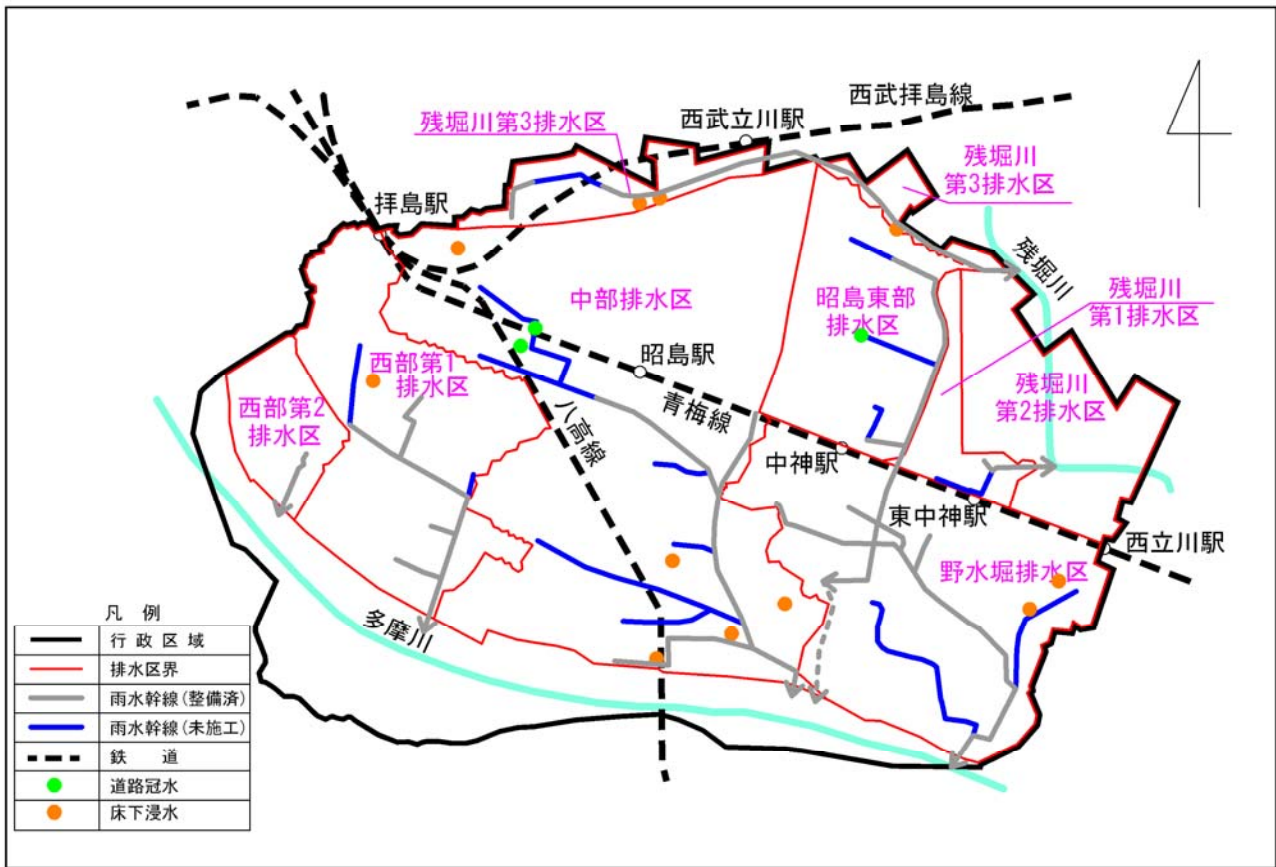 西武拝島線
西武立川駅
残堀川第3排水区
残堀川
第3排水区
拝島駅
残堀川
中部排水区
昭島東部
排水区
残堀川
第1排水区
昭島駅
西部第1
排水区
残堀川
第2排水区
青梅線
八高線
西部第2
排水区
中神駅
東中神駅
西立川駅
野水堀排水区
多摩川
凡 例
行 政 区 域
排水区界
雨水幹線(整備済)
雨水幹線(未施工)
鉄 道
道路冠水
床下浸水